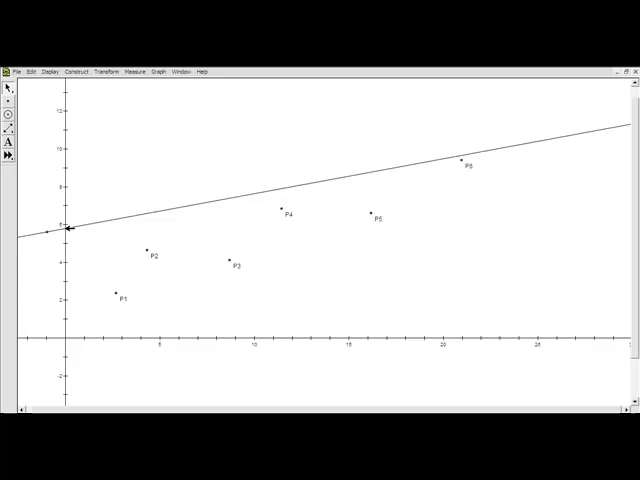 File Edit Display Construct Transform Measure Graph Window Help
A
12
10
8
P6
P4
P5
6
P2
4
P3
2
P1
5 10 15 20 25
-2